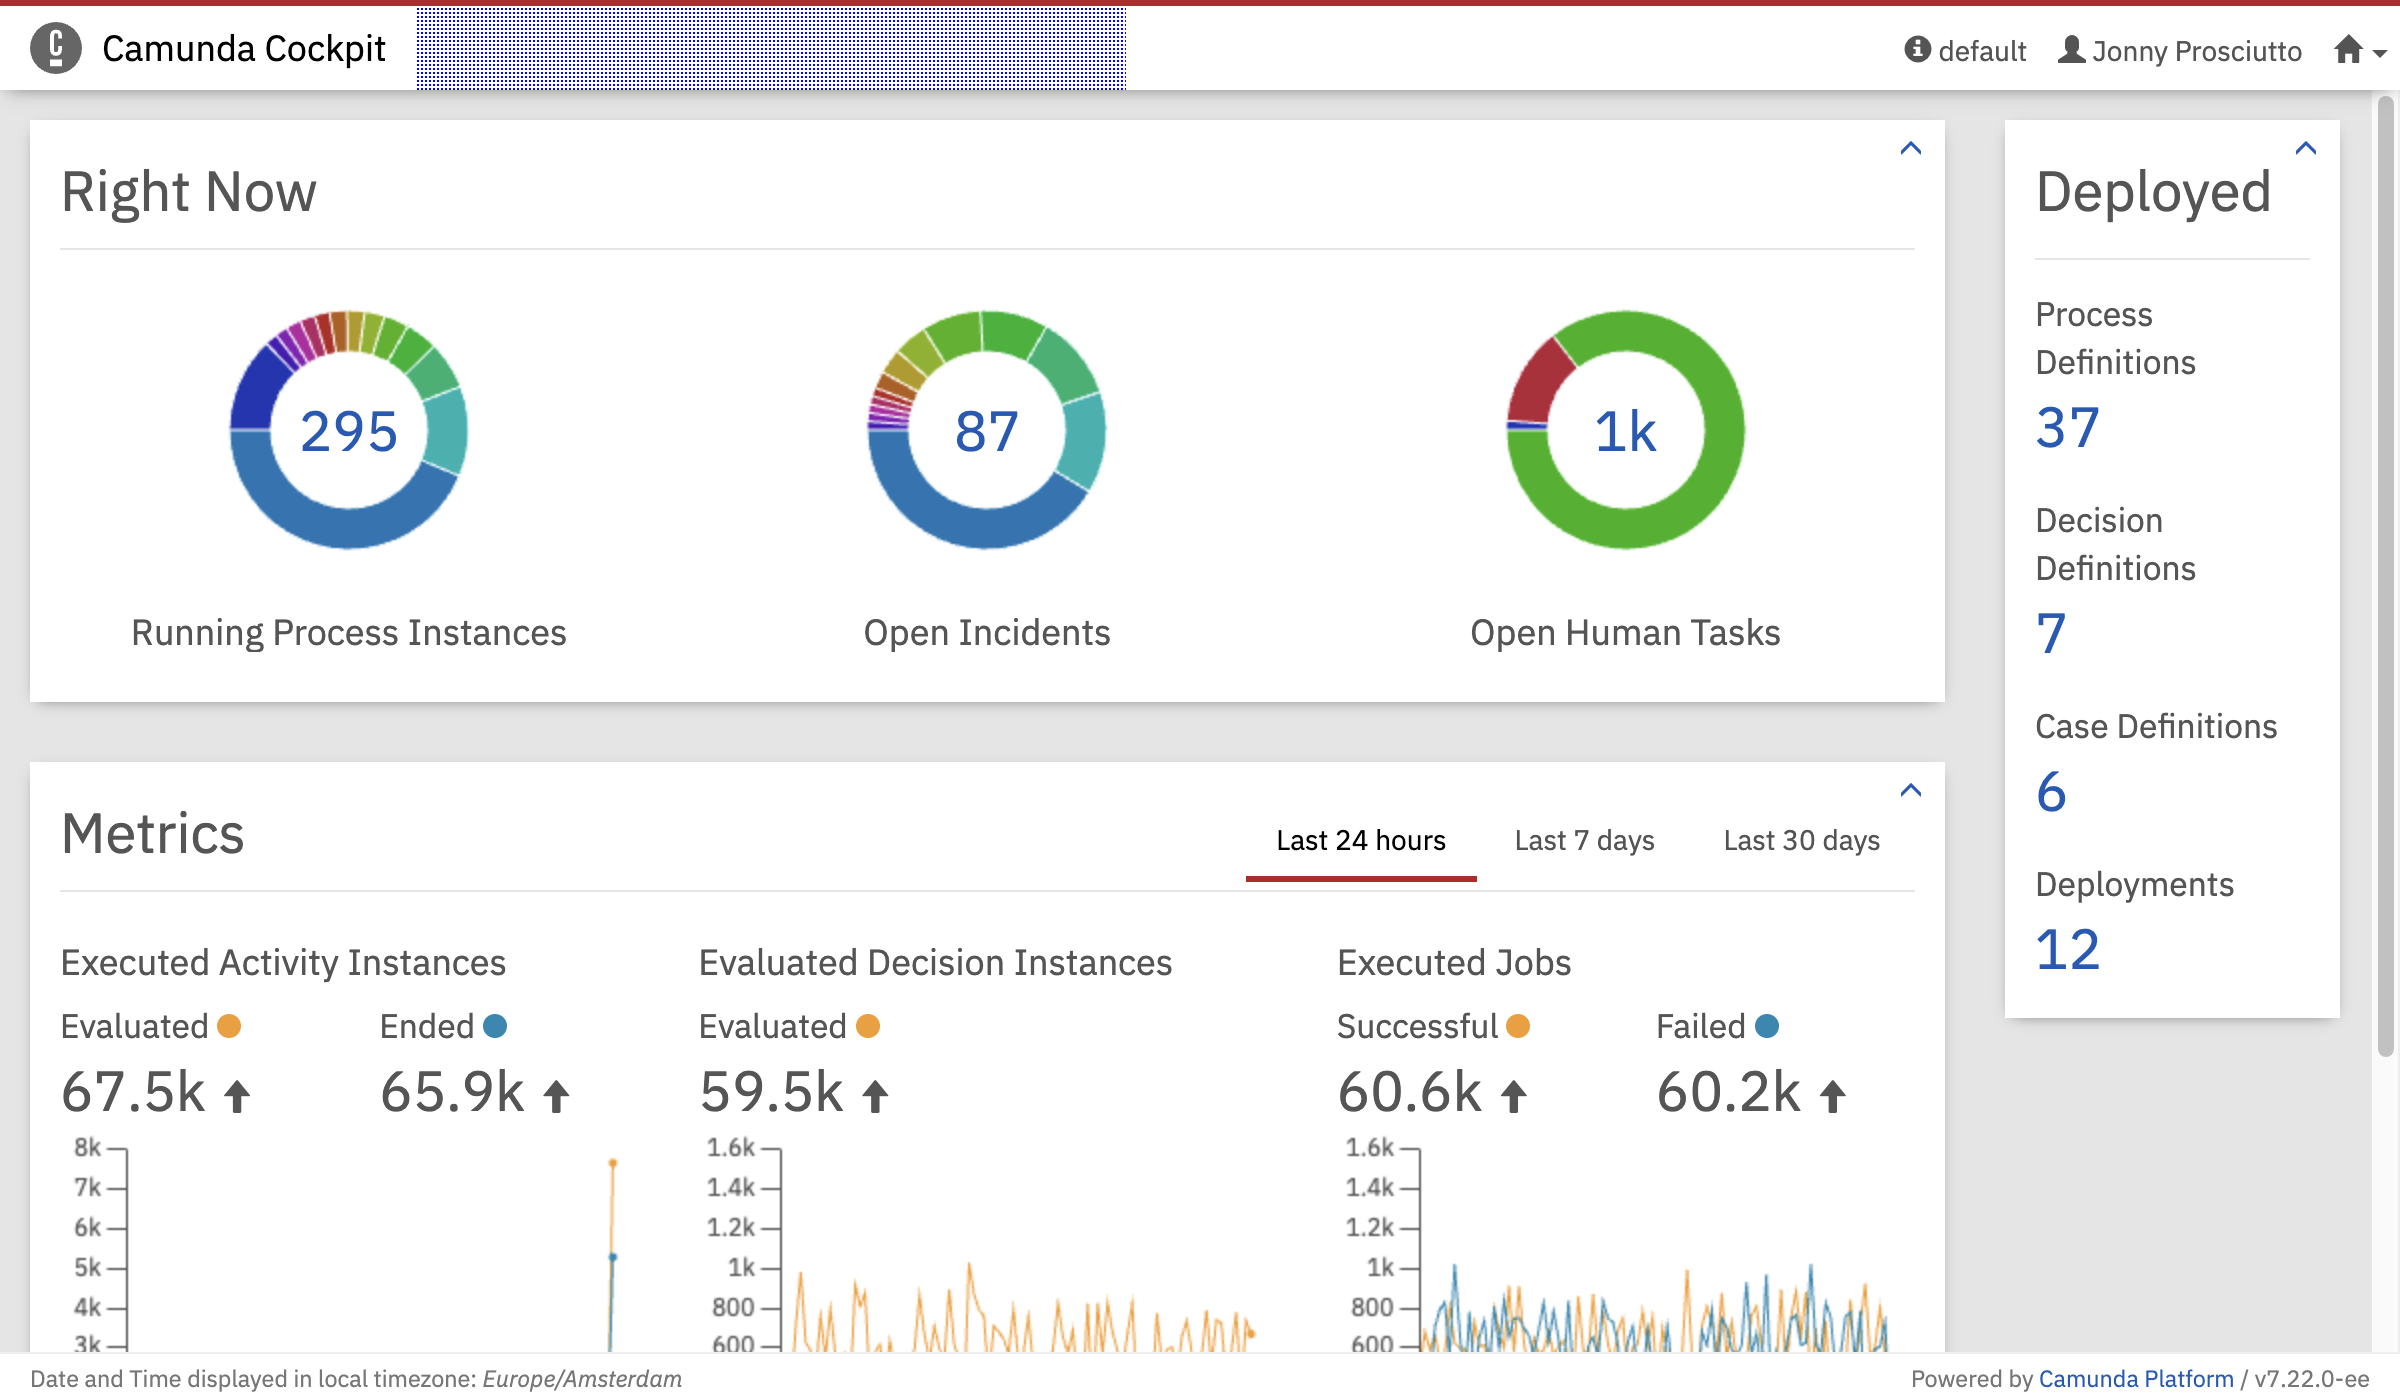 Camunda Cockpit
default
Jonny Prosciutto
Right Now
295
87
1k
Running Process Instances
Open Incidents
Open Human Tasks
Deployed
Process
Definitions
37
Decision
Definitions
7
Case Definitions
6
Deployments
12
Metrics
Last 24 hours
Last 7 days
Last 30 days
Executed Activity Instances
Evaluated
Ended
67.5k
65.9k
8k
7k
6k
5k
4k
3k
Evaluated Decision Instances
Evaluated
59.5k
1.6k
1.4k
1.2k
1k
800
600
Executed Jobs
Successful
Failed
60.6k
60.2k
1.6k
1.4k
1.2k
1k
800
600
Date and Time displayed in local timezone: Europe/Amsterdam
Powered by Camunda Platform / v7.22.0-ee